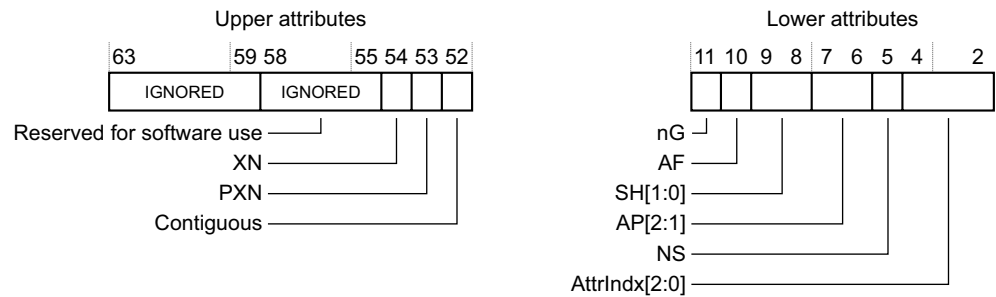 Upper attributes
63 59 58 55 54 53 52
IGNORED IGNORED
Reserved for software use
XN
PXN
Contiguous
Lower attributes
11 10 9 8 7 6 5 4 2
nG
AF
SH[1:0]
AP[2:1]
NS
AttrIndx[2:0]